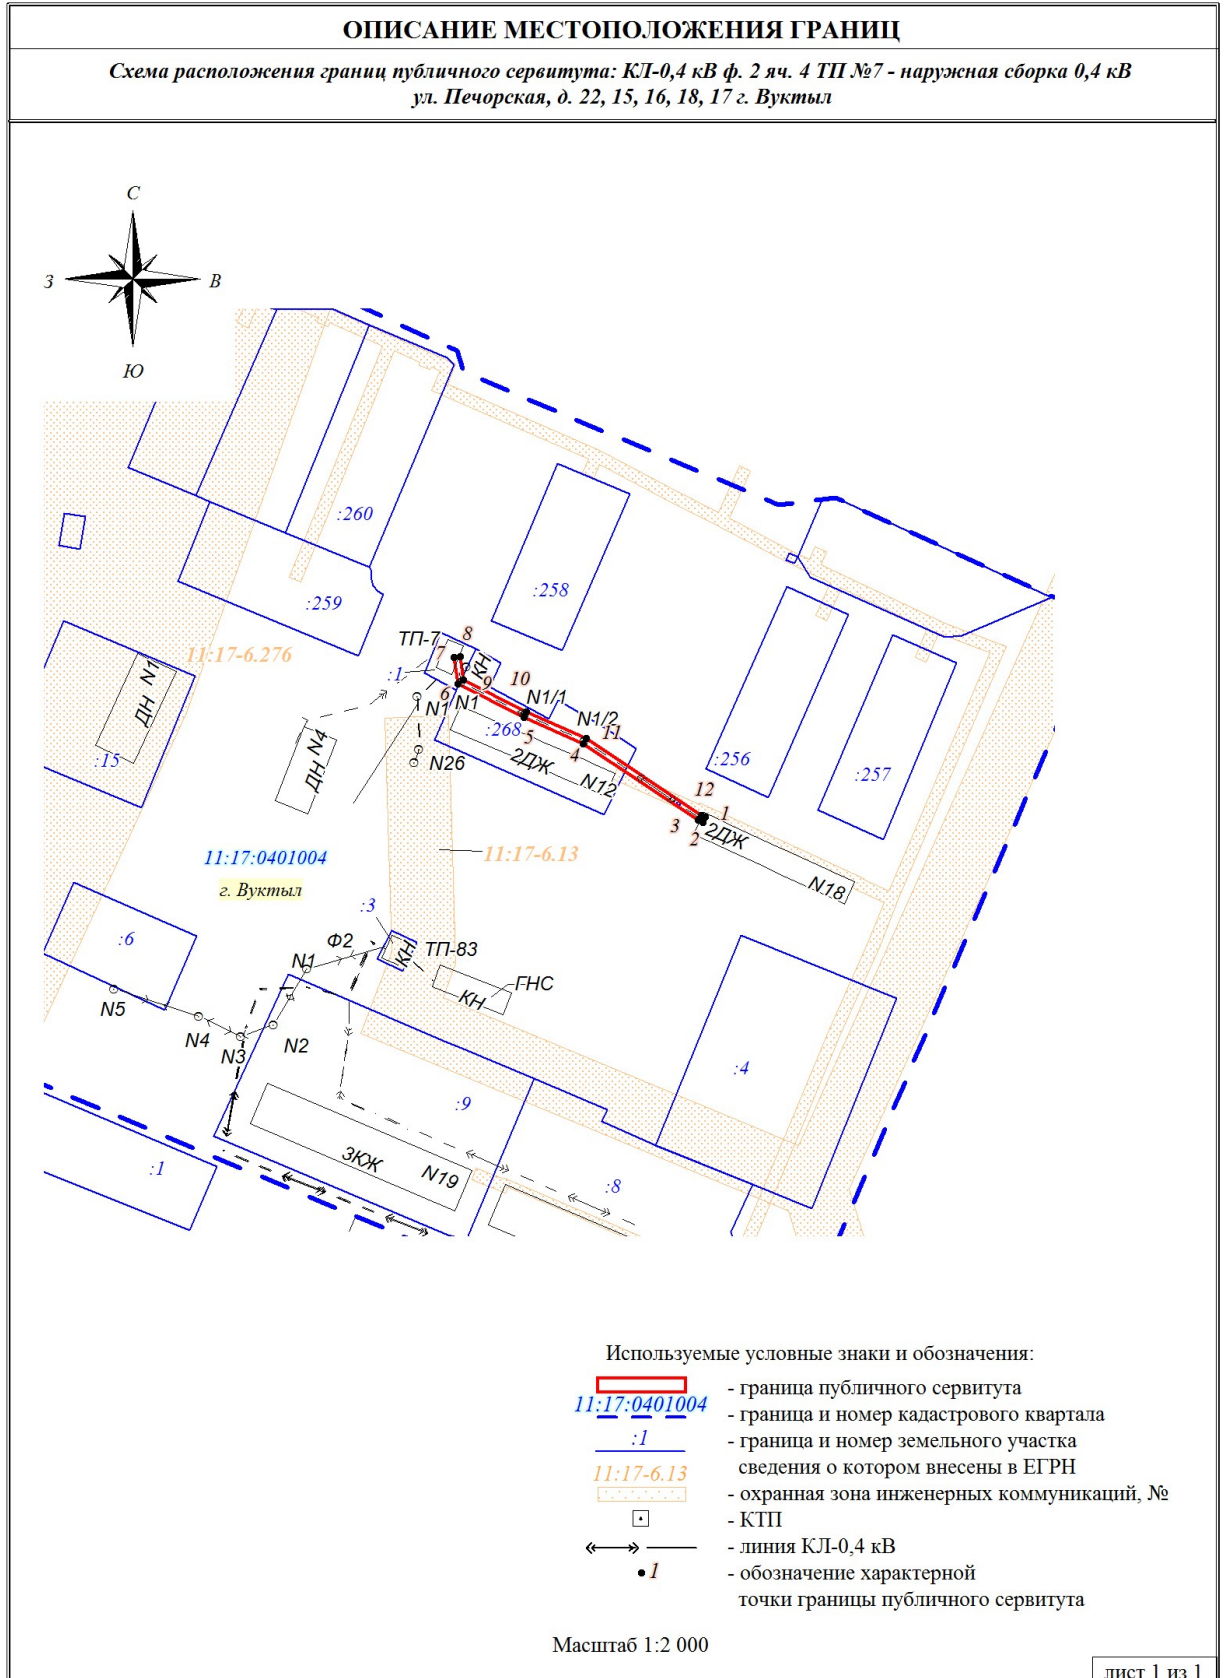 ОПИСАНИЕ МЕСТОПОЛОЖЕНИЯ ГРАНИЦ
Схема расположения границ публичного сервитута: КЛ-0,4 кВ ф. 2 яч. 4 ТП №7 - наружная сборка 0,4 кВ
ул. Печорская, д. 22, 15, 16, 18, 17 г. Вуктыл
С
З
В
Ю
:260
:259
:258
11:17-6.276
ТП-7
8
7
КН
:1
6
9
10
N1
N1
N1/1
N1/2
11
:268
5
4
2ДЖ
N12
N26
ДН
N1
:15
ДН
N4
:256
:257
12
1
3
2
2ДЖ
N18
11:17:0401004
г. Вуктыл
11:17-6.13
:3
:6
Ф2
N1
КН
ТП-83
ГНС
КН
N5
N4
N3
N2
:4
:9
:1
3КЖ
N19
:8
Используемые условные знаки и обозначения:
- граница публичного сервитута
11:17:0401004
- граница и номер кадастрового квартала
:1
- граница и номер земельного участка
сведения о котором внесены в ЕГРН
11:17-6.13
- охранная зона инженерных коммуникаций, №
- КТП
- линия КЛ-0,4 кВ
1
- обозначение характерной
точки границы публичного сервитута
Масштаб 1:2 000
лист 1 из 1